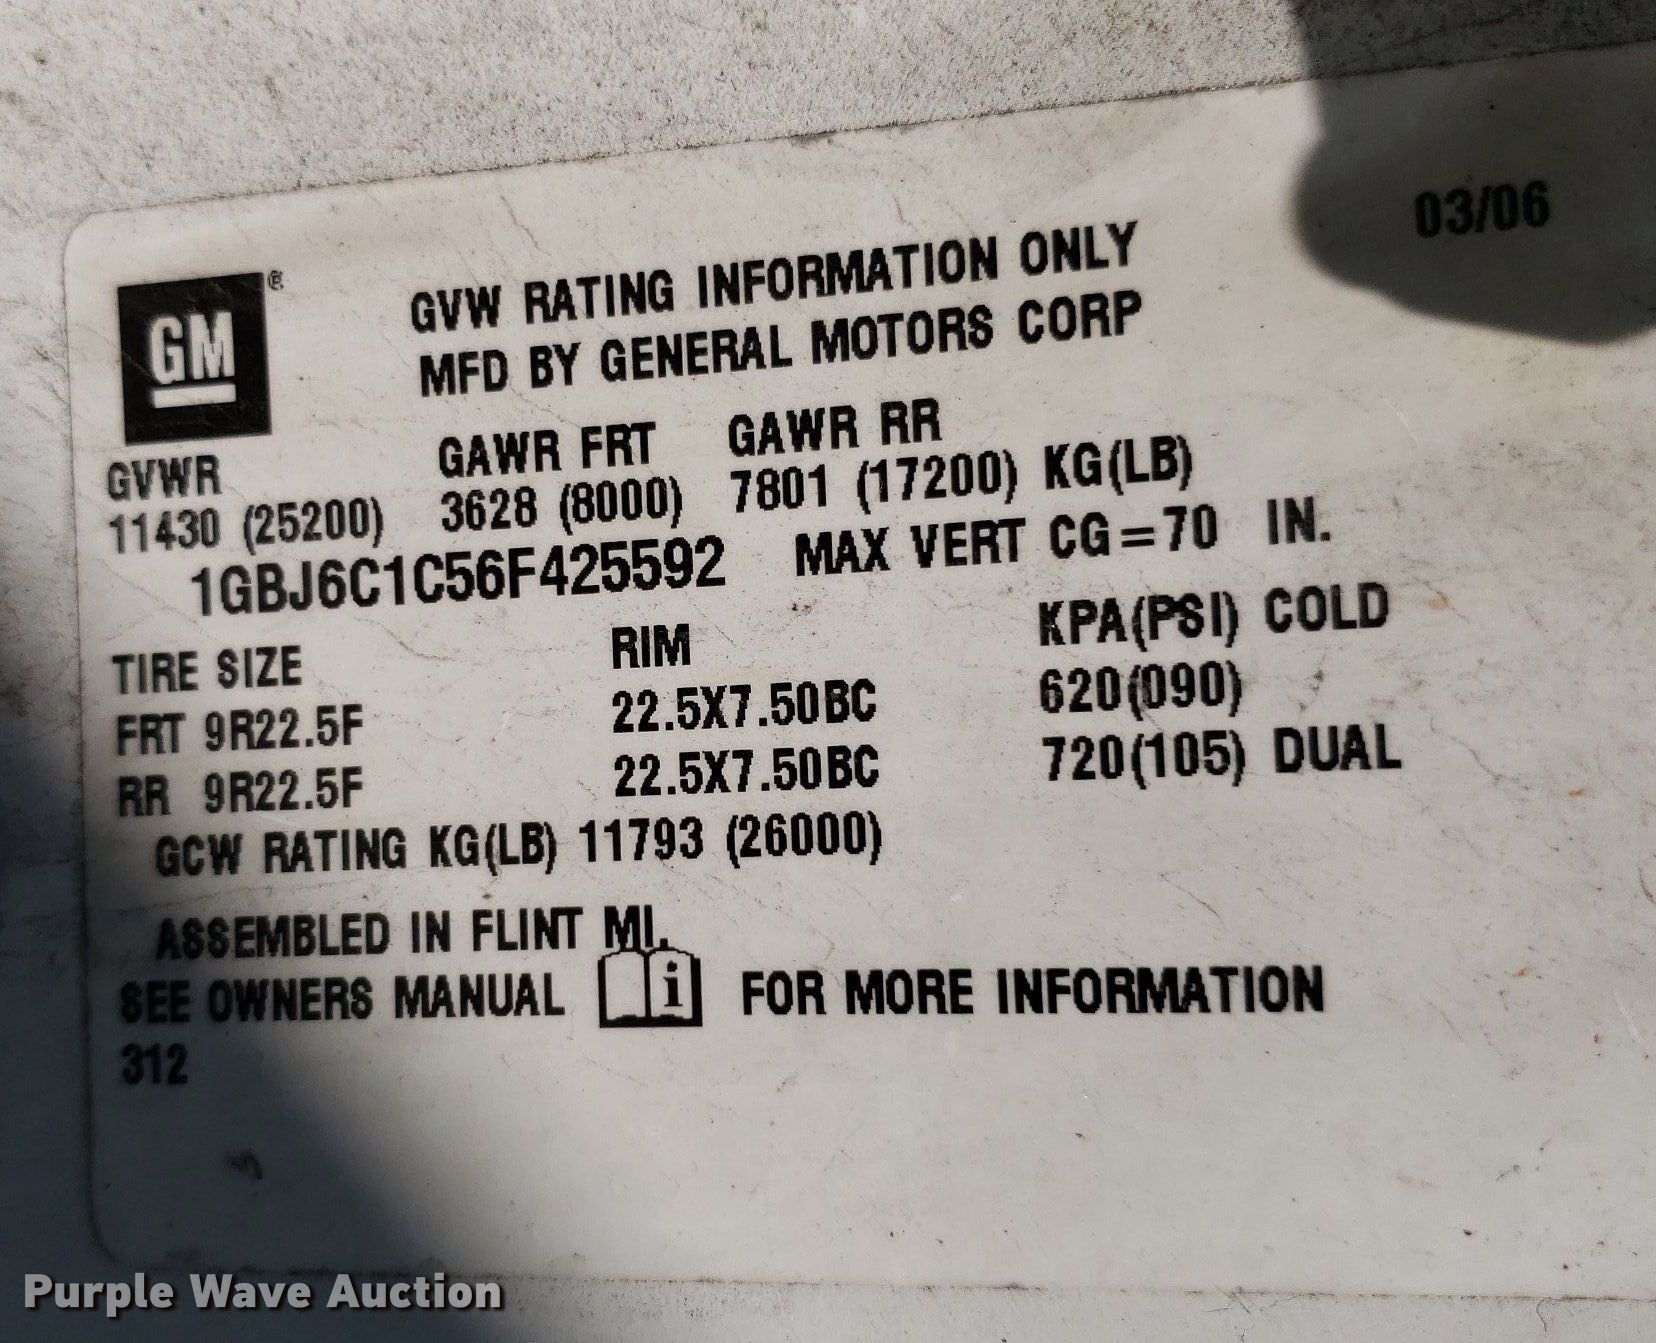 03/06
GM ®
GVW RATING INFORMATION ONLY
MFD BY GENERAL MOTORS CORP
GVWR GAWR FRT GAWR RR
11430 (25200) 3628 (8000) 7801 (17200) KG(LB)
1GBJ6C1C56F425592 MAX VERT CG=70 IN.
TIRE SIZE RIM KPA(PSI) COLD
FRT 9R22.5F 22.5X7.50BC 620(090)
RR 9R22.5F 22.5X7.50BC 720(105) DUAL
GCW RATING KG(LB) 11793 (26000)
ASSEMBLED IN FLINT MI.
SEE OWNERS MANUAL i FOR MORE INFORMATION
312
Purple Wave Auction